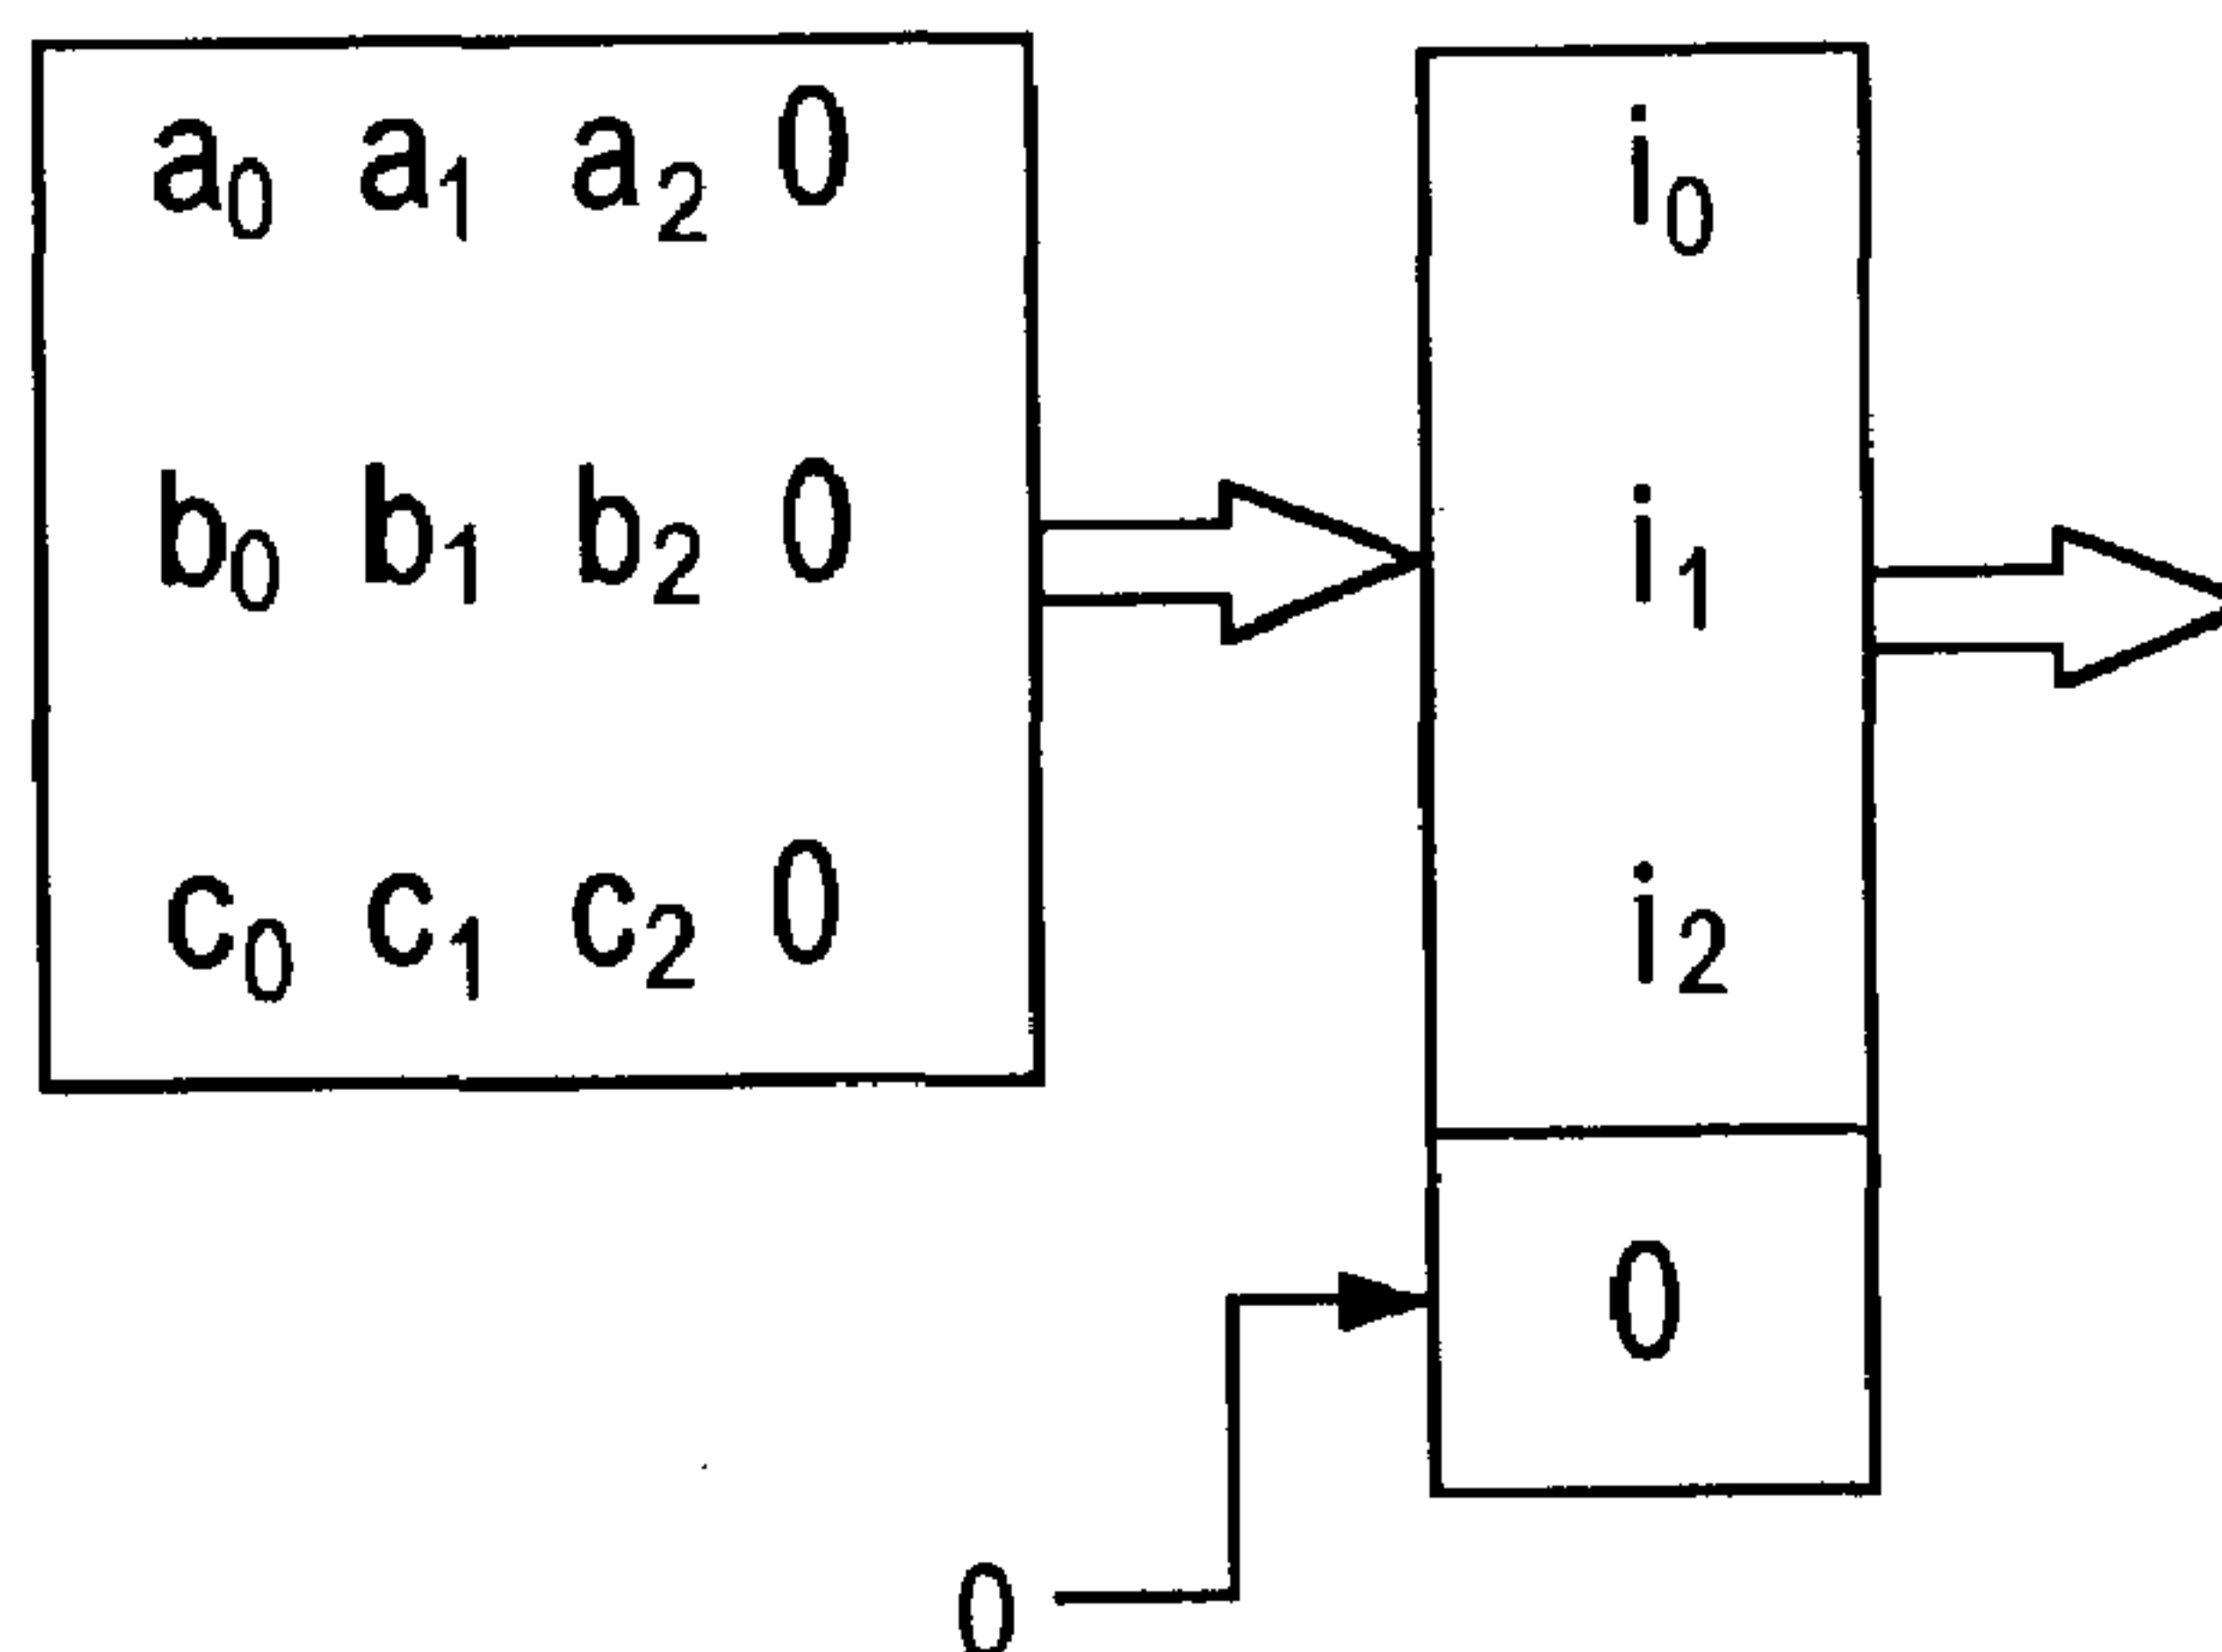 a₀ a₁ a₂ 0
i₀
b₀ b₁ b₂ 0
i₁
c₀ c₁ c₂ 0
i₂
0
0